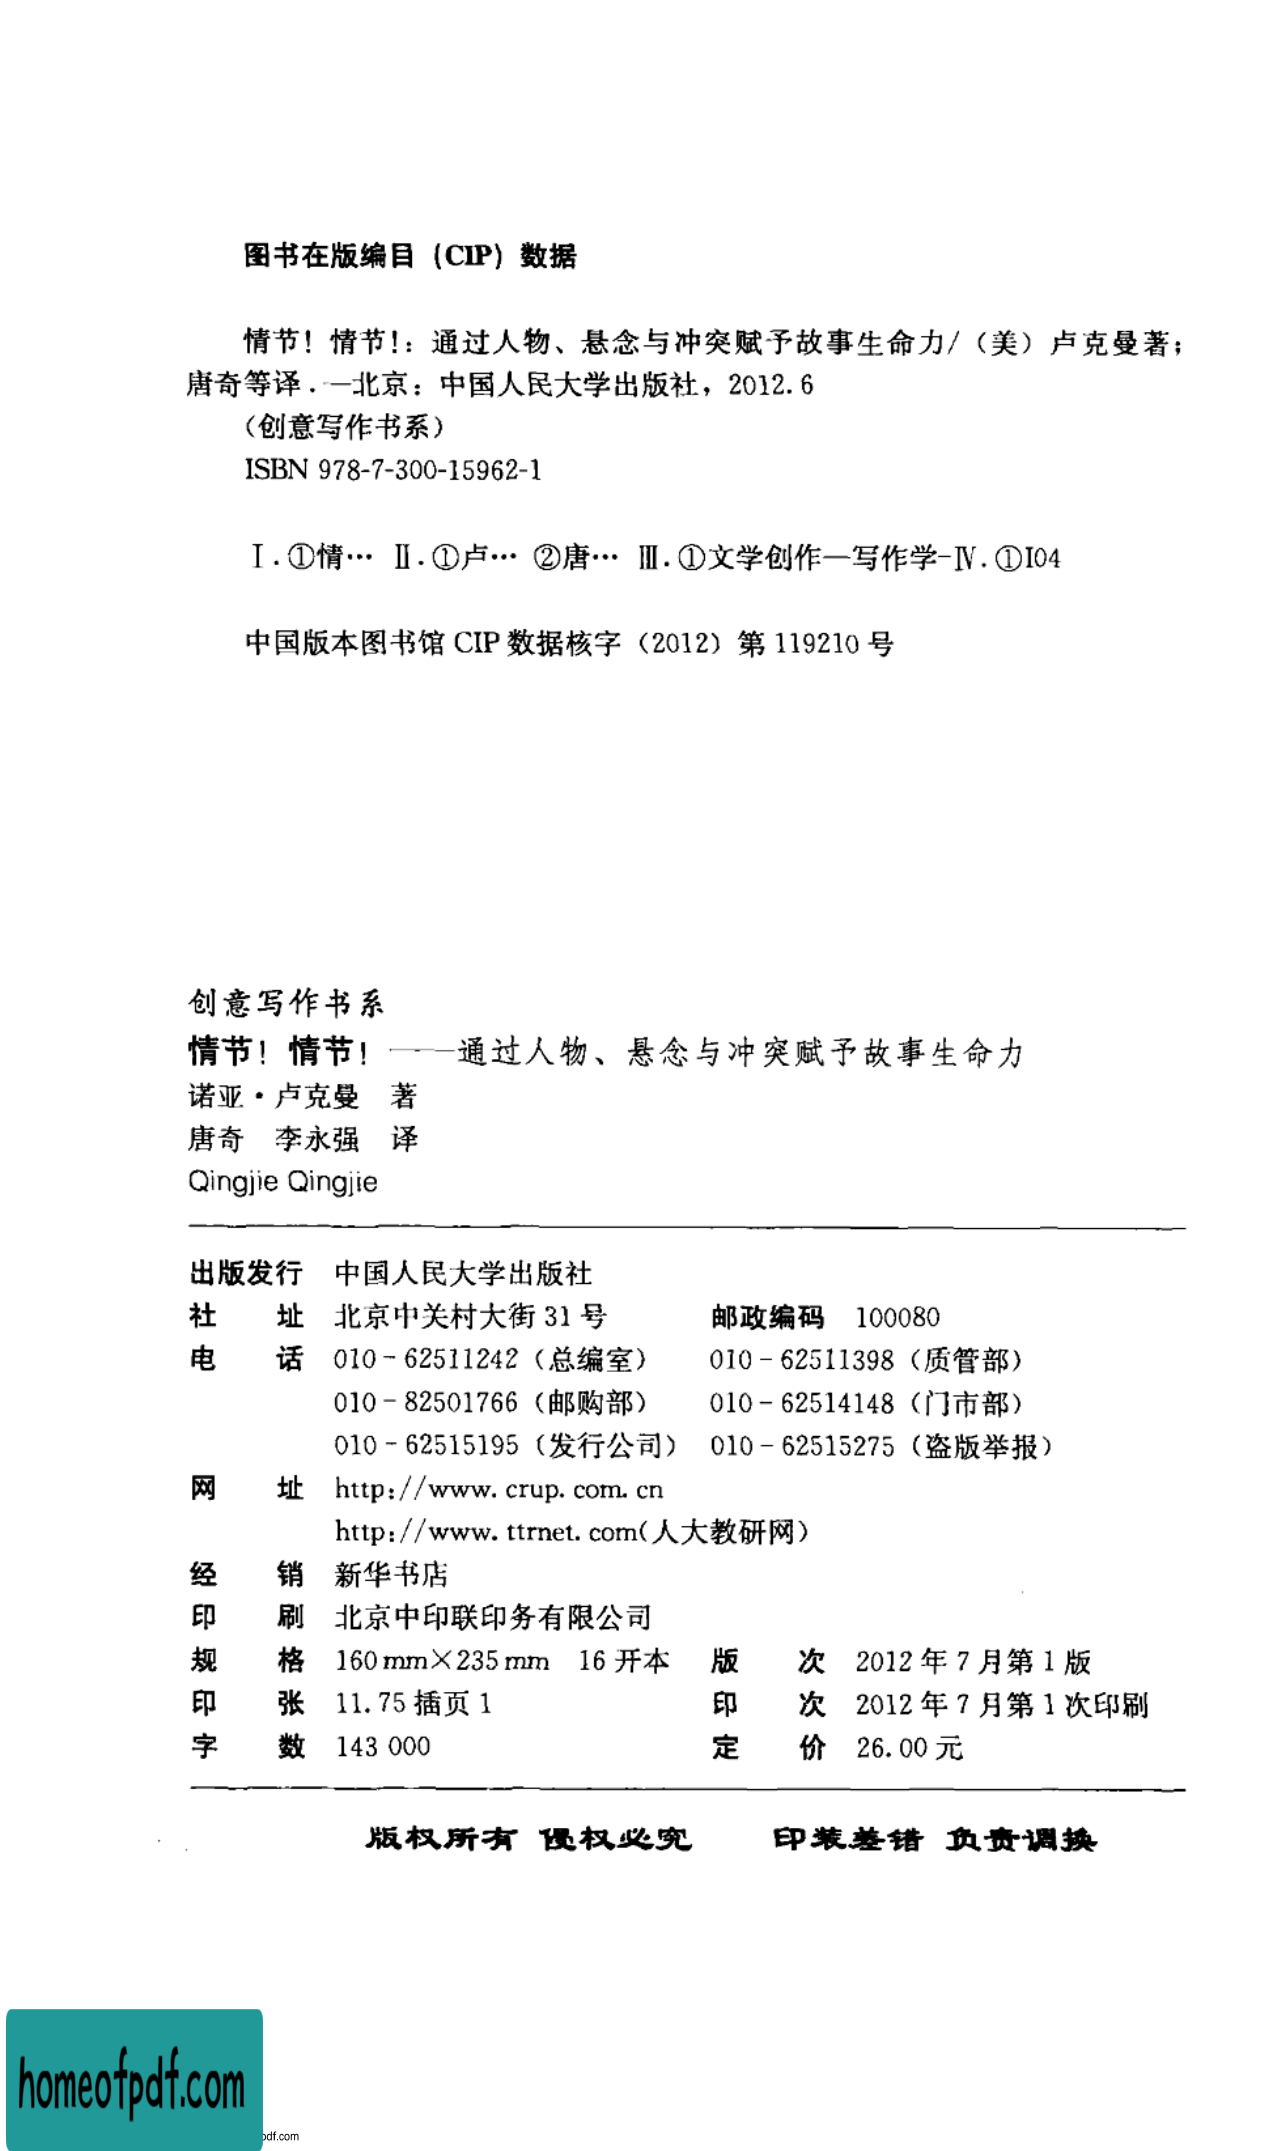 图书在版编目（CIP）数据
情节！情节！：通过人物、悬念与冲突赋予故事生命力/（美）卢克曼著；
唐奇等译．—北京：中国人民大学出版社，2012.6
（创意写作书系）
ISBN 978-7-300-15962-1
Ⅰ.①情… Ⅱ.①卢… ②唐… Ⅲ.①文学创作—写作学-Ⅳ.①I04
中国版本图书馆 CIP 数据核字（2012）第 119210 号
创意写作书系
情节！情节！——通过人物、悬念与冲突赋予故事生命力
诺亚·卢克曼 著
唐奇 李永强 译
Qingjie Qingjie
出版发行 中国人民大学出版社
社 址 北京中关村大街 31 号 邮政编码 100080
电 话 010-62511242（总编室） 010-62511398（质管部）
010-82501766（邮购部） 010-62514148（门市部）
010-62515195（发行公司） 010-62515275（盗版举报）
网 址 http://www.crup.com.cn
http://www.ttrnet.com(人大教研网)
经 销 新华书店
印 刷 北京中印联印务有限公司
规 格 160 mm×235 mm 16 开本 版 次 2012 年 7 月第 1 版
印 张 11.75 插页 1 印 次 2012 年 7 月第 1 次印刷
字 数 143 000 定 价 26.00 元
版权所有 侵权必究 印装差错 负责调换
homeofpdf.com
pdf.com